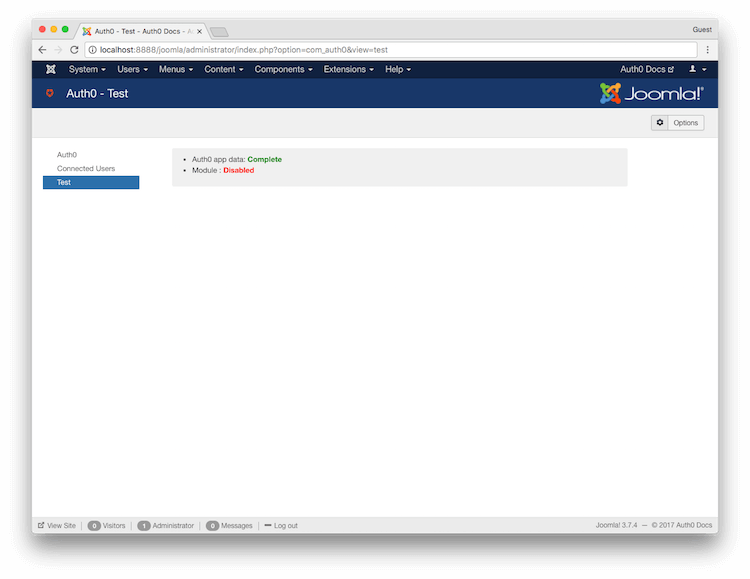 Auth0 - Test - Auth0 Docs - A
Guest
localhost:8888/joomla/administrator/index.php?option=com_auth0&view=test
System Users Menus Content Components Extensions Help Auth0 Docs
Auth0 - Test
Joomla!®
Options
Auth0
Connected Users
Test
Auth0 app data: Complete
Module : Disabled
View Site | 0 Visitors | 1 Administrator | 0 Messages | Log out
Joomla! 3.7.4 — © 2017 Auth0 Docs